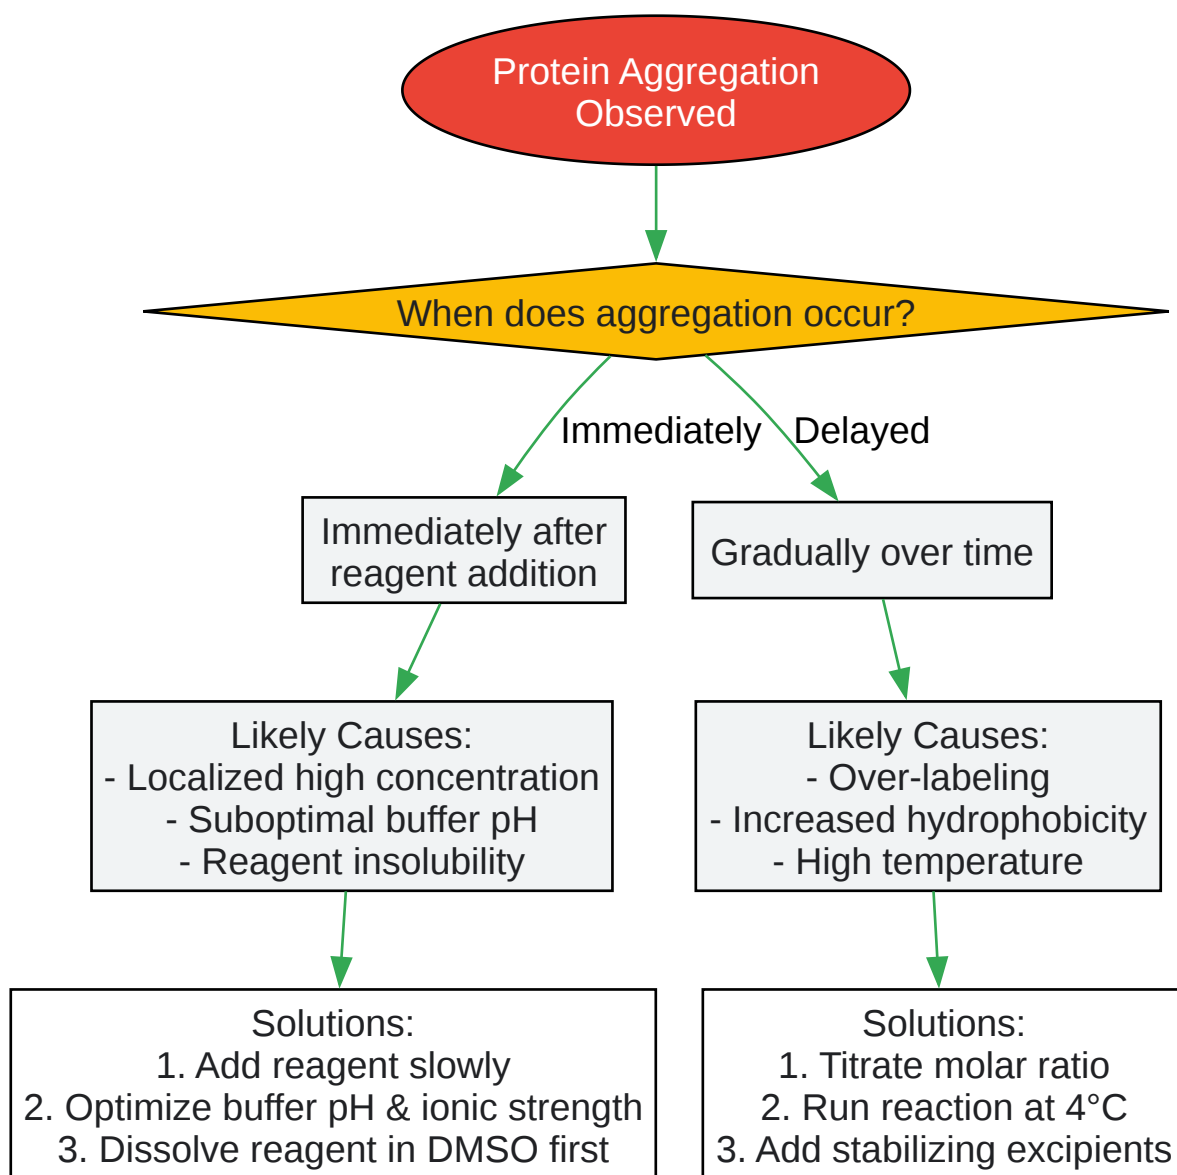 Protein Aggregation
Observed
When does aggregation occur?
Immediately
Delayed
Immediately after
reagent addition
Gradually over time
Likely Causes:
- Localized high concentration
- Suboptimal buffer pH
- Reagent insolubility
Likely Causes:
- Over-labeling
- Increased hydrophobicity
- High temperature
Solutions:
1. Add reagent slowly
2. Optimize buffer pH & ionic strength
3. Dissolve reagent in DMSO first
Solutions:
1. Titrate molar ratio
2. Run reaction at 4°C
3. Add stabilizing excipients